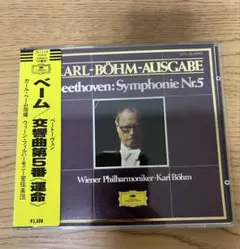 KARL-BÖHM-AUSGABE
Beethoven: Symphonie Nr.5
Wiener Philharmoniker·Karl Böhm
ベートーヴェン
交響曲第5番《運命》
ベーム
カール・ベーム指揮
ウィーン・フィルハーモニー管弦楽団
¥3,500